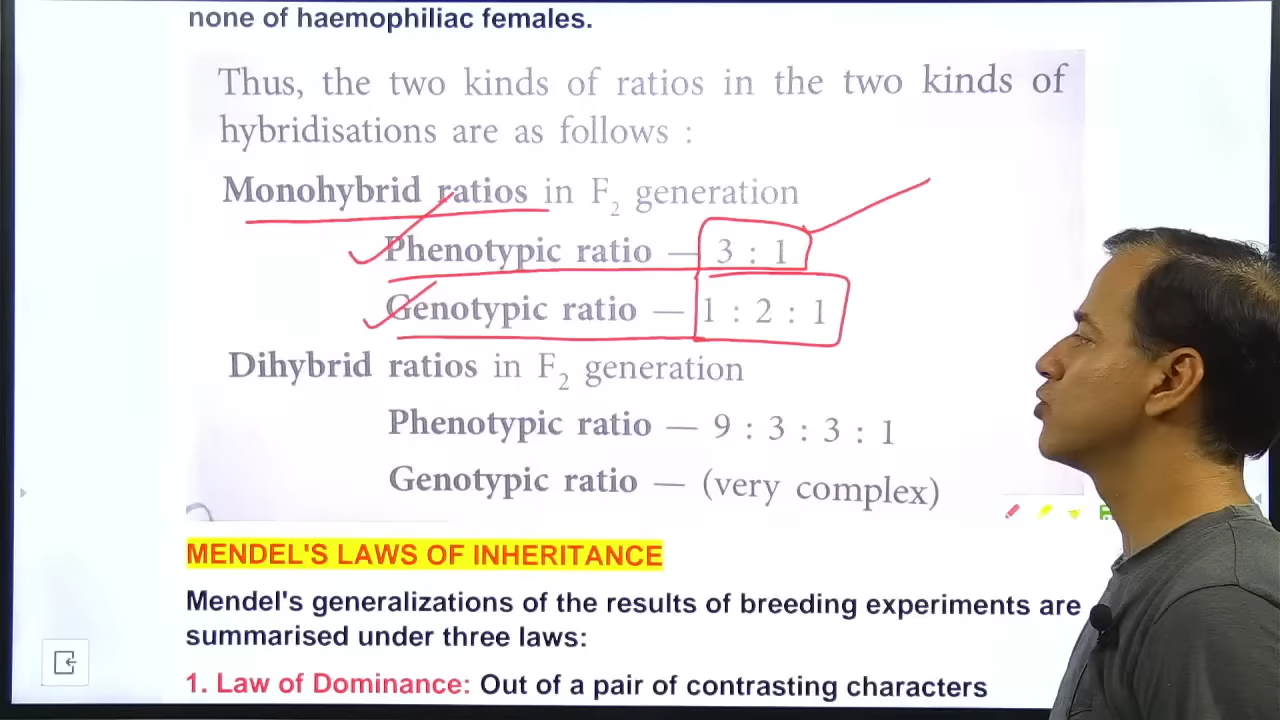 none of haemophiliac females.
Thus, the two kinds of ratios in the two kinds of
hybridisations are as follows :
Monohybrid ratios in F2 generation
Phenotypic ratio — 3 : 1
Genotypic ratio — 1 : 2 : 1
Dihybrid ratios in F2 generation
Phenotypic ratio — 9 : 3 : 3 : 1
Genotypic ratio — (very complex)
MENDEL'S LAWS OF INHERITANCE
Mendel's generalizations of the results of breeding experiments are
summarised under three laws:
1. Law of Dominance: Out of a pair of contrasting characters